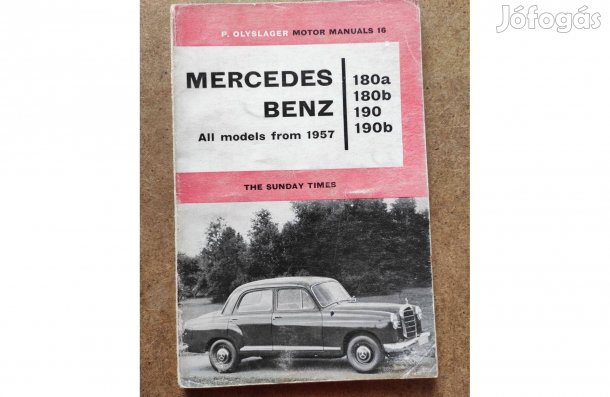 Jófogás
P. OLYSLAGER MOTOR MANUALS 16
MERCEDES
BENZ
All models from 1957
180a
180b
190
190b
THE SUNDAY TIMES